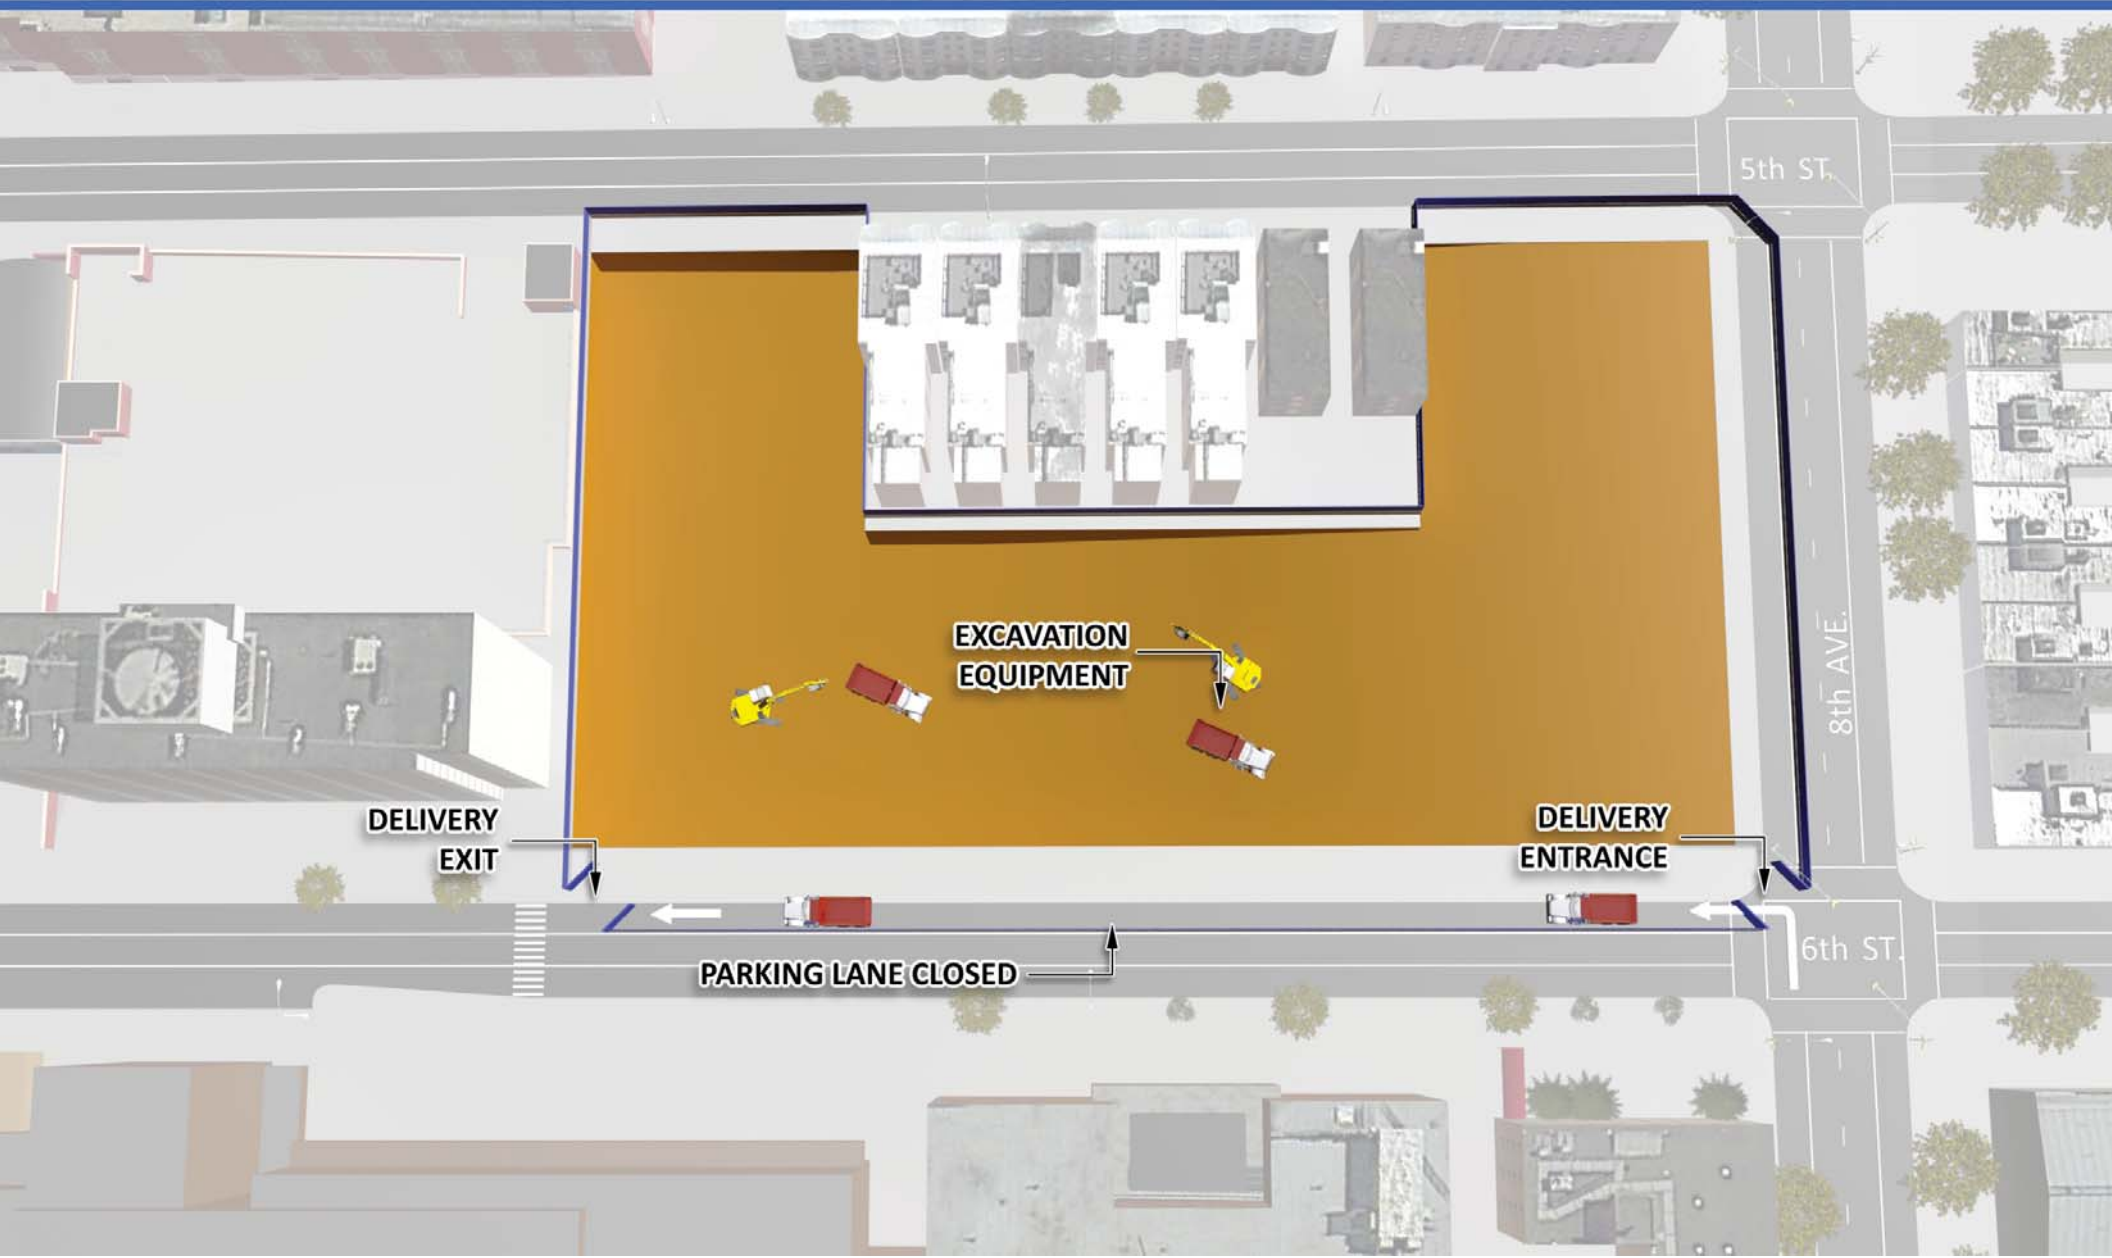 5th ST.
EXCAVATION
EQUIPMENT
8th AVE.
DELIVERY
EXIT
DELIVERY
ENTRANCE
6th ST.
PARKING LANE CLOSED